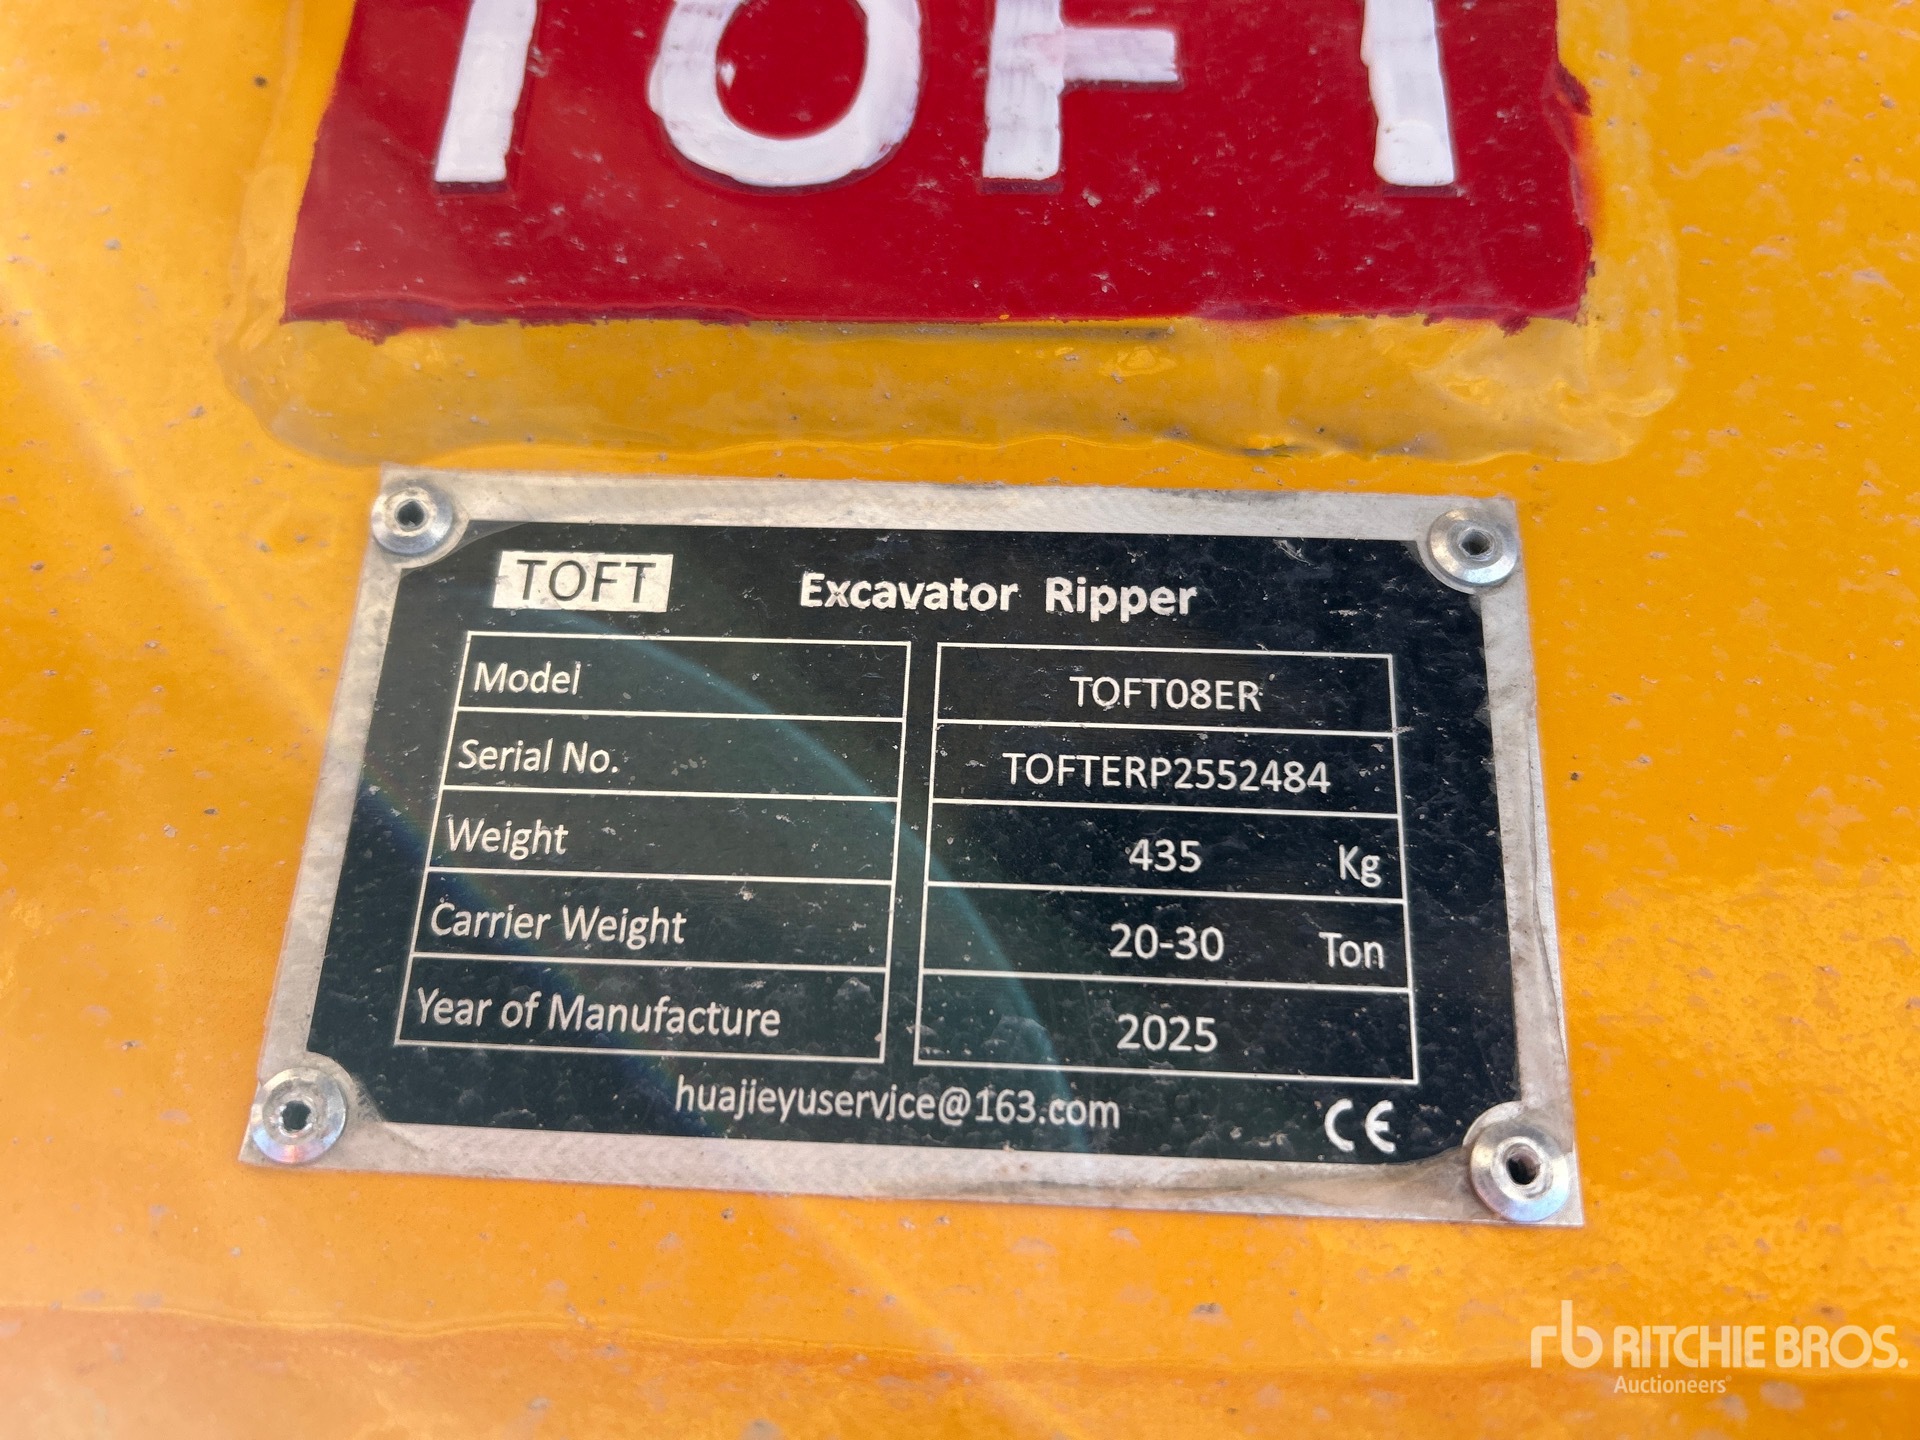 TOFT
TOFT Excavator Ripper
Model TOFT08ER
Serial No. TOFTERP2552484
Weight 435 Kg
Carrier Weight 20-30 Ton
Year of Manufacture 2025
huajieyuservice@163.com CE
rb RITCHIE BROS.
Auctioneers